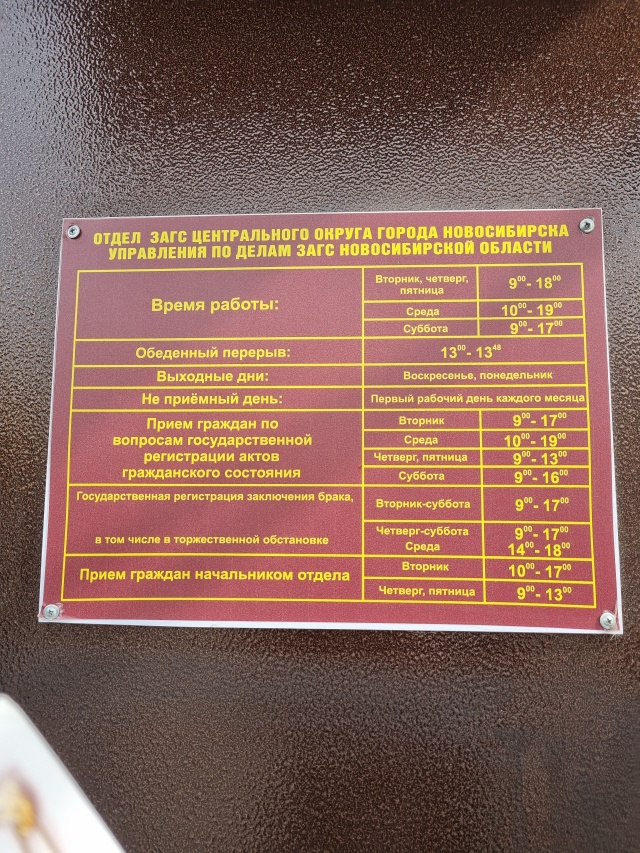 ОТДЕЛ ЗАГС ЦЕНТРАЛЬНОГО ОКРУГА ГОРОДА НОВОСИБИРСКА
УПРАВЛЕНИЯ ПО ДЕЛАМ ЗАГС НОВОСИБИРСКОЙ ОБЛАСТИ
Время работы:
Вторник, четверг,
пятница
9⁰⁰- 18⁰⁰
Среда
10⁰⁰- 19⁰⁰
Суббота
9⁰⁰- 17⁰⁰
Обеденный перерыв:
13⁰⁰- 13⁴⁸
Выходные дни:
Воскресенье, понедельник
Не приёмный день:
Первый рабочий день каждого месяца
Прием граждан по
вопросам государственной
регистрации актов
гражданского состояния
Вторник
9⁰⁰- 17⁰⁰
Среда
10⁰⁰- 19⁰⁰
Четверг, пятница
9⁰⁰- 13⁰⁰
Суббота
9⁰⁰- 16⁰⁰
Государственная регистрация заключения брака,
Вторник-суббота
9⁰⁰- 17⁰⁰
в том числе в торжественной обстановке
Четверг-суббота
9⁰⁰- 17⁰⁰
Среда
14⁰⁰- 18⁰⁰
Прием граждан начальником отдела
Вторник
10⁰⁰- 17⁰⁰
Четверг, пятница
9⁰⁰- 13⁰⁰